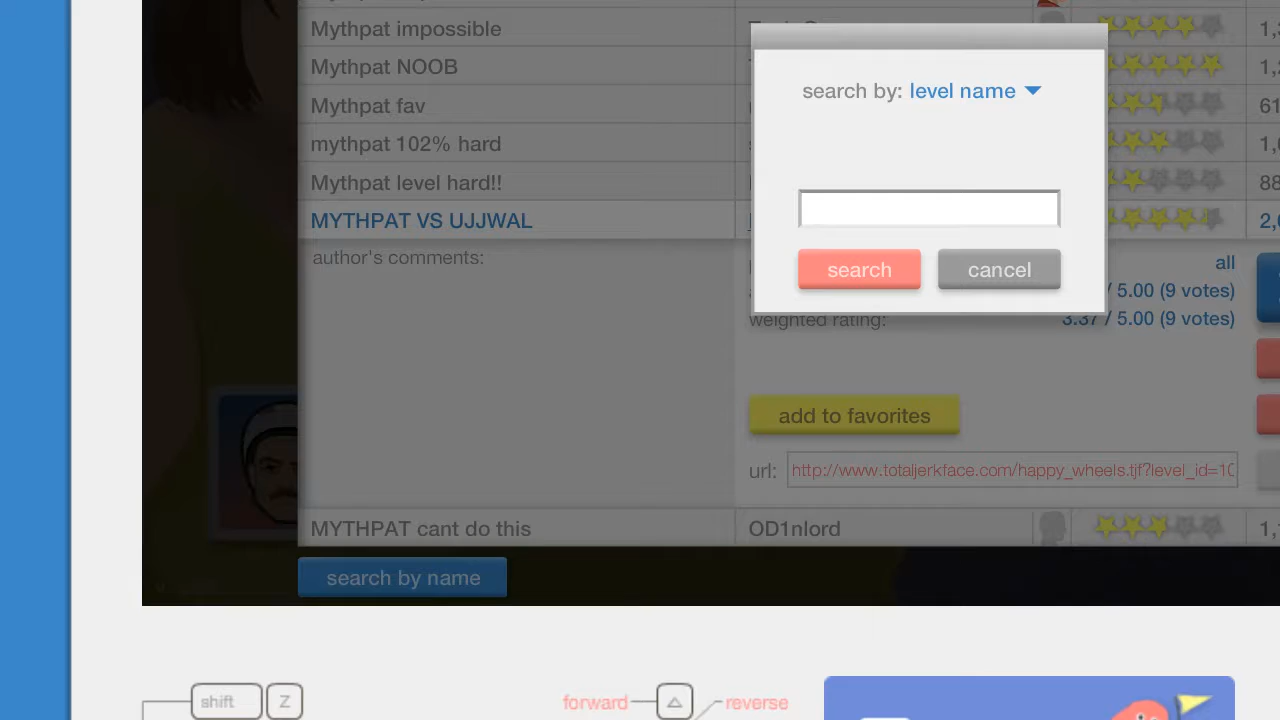 Mythpat impossible
Mythpat NOOB
Mythpat fav
mythpat 102% hard
Mythpat level hard!!
MYTHPAT VS UJJWAL
author's comments:
search by: level name
search cancel
all
/ 5.00 (9 votes)
weighted rating: 3.37 / 5.00 (9 votes)
add to favorites
url: http://www.totaljerkface.com/happy_wheels.tjf?level_id=10
MYTHPAT cant do this OD1nlord
search by name
shift Z forward reverse